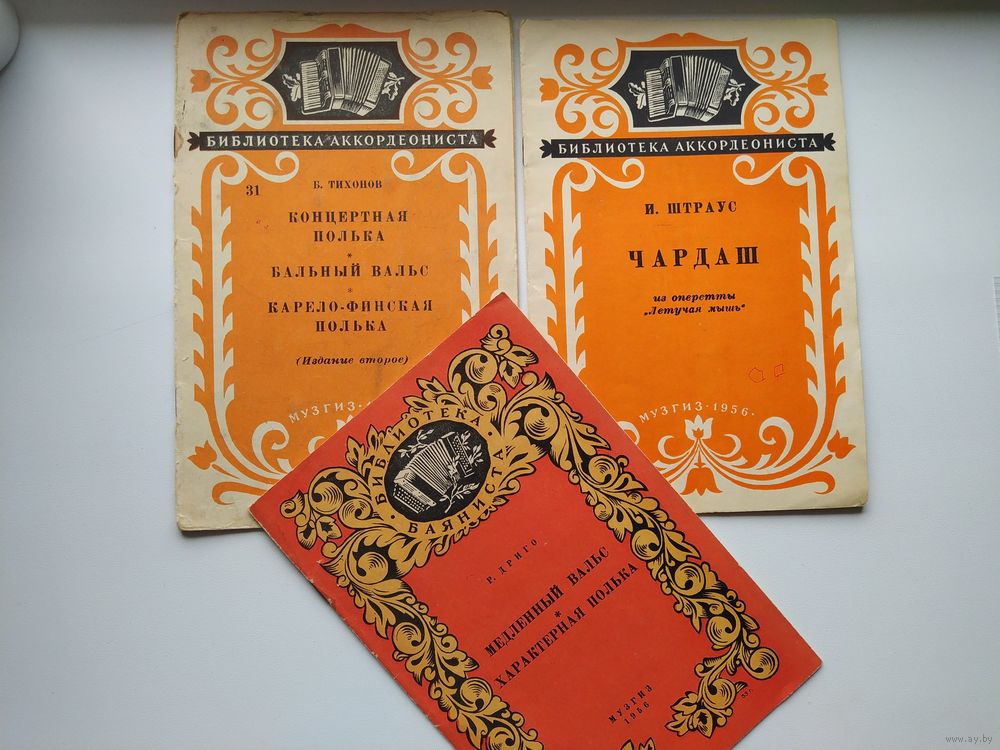 БИБЛИОТЕКА АККОРДЕОНИСТА
31
Б. ТИХОНОВ
КОНЦЕРТНАЯ
ПОЛЬКА
*
БАЛЬНЫЙ ВАЛЬС
*
КАРЕЛО-ФИНСКАЯ
ПОЛЬКА
(Издание второе)
МУЗГИЗ
БИБЛИОТЕКА АККОРДЕОНИСТА
И. ШТРАУС
ЧАРДАШ
из оперетты
„Летучая мышь"
МУЗГИЗ·1956·
БИБЛИОТЕКА
БАЯНИСТА
Р. ДРИГО
МЕДЛЕННЫЙ ВАЛЬС
*
ХАРАКТЕРНАЯ ПОЛЬКА
МУЗГИЗ
1956
www.ay.by